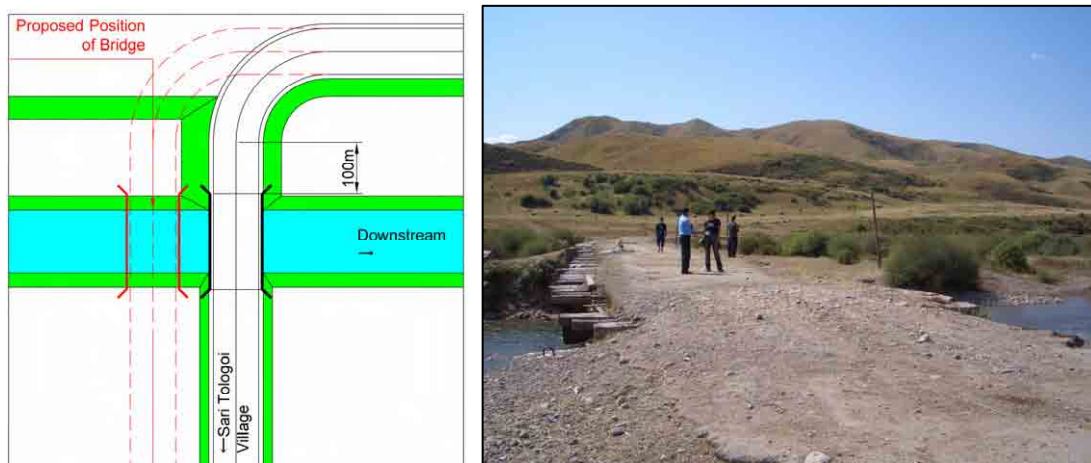 Proposed Position
of Bridge
100m
Downstream
→
←Sari Tologoi
Village